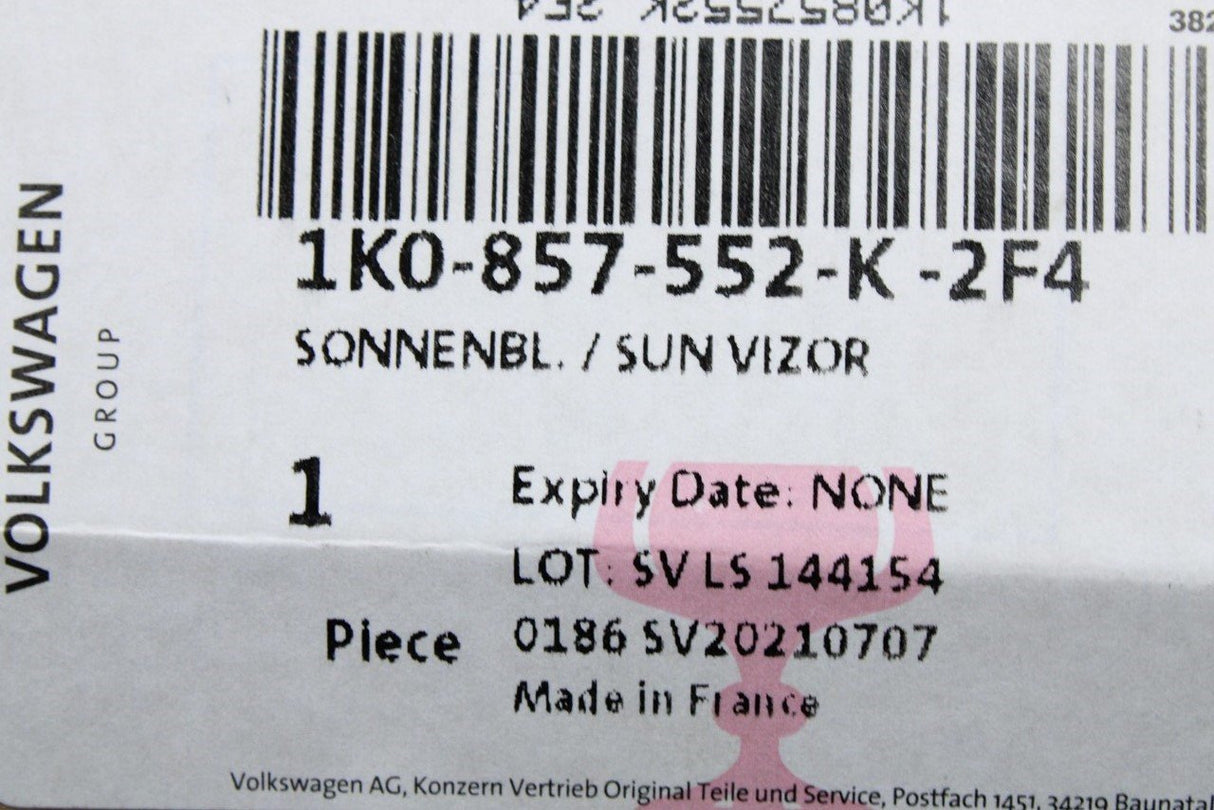 1K0857552K 2F4
382
1K0-857-552-K -2F4
SONNENBL. / SUN VIZOR
VOLKSWAGEN
GROUP
1
Piece
Expiry Date: NONE
LOT: SV LS 144154
0186 SV20210707
Made in France
Volkswagen AG, Konzern Vertrieb Original Teile und Service, Postfach 1451, 34219 Baunatal